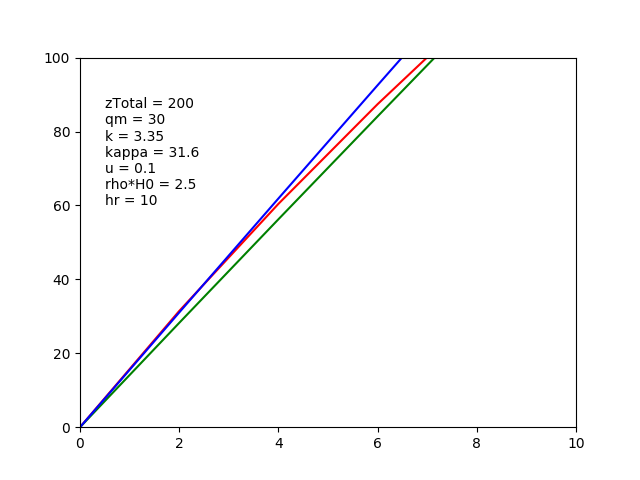 100
80
60
40
20
0
zTotal = 200
qm = 30
k = 3.35
kappa = 31.6
u = 0.1
rho*H0 = 2.5
hr = 10
0 2 4 6 8 10